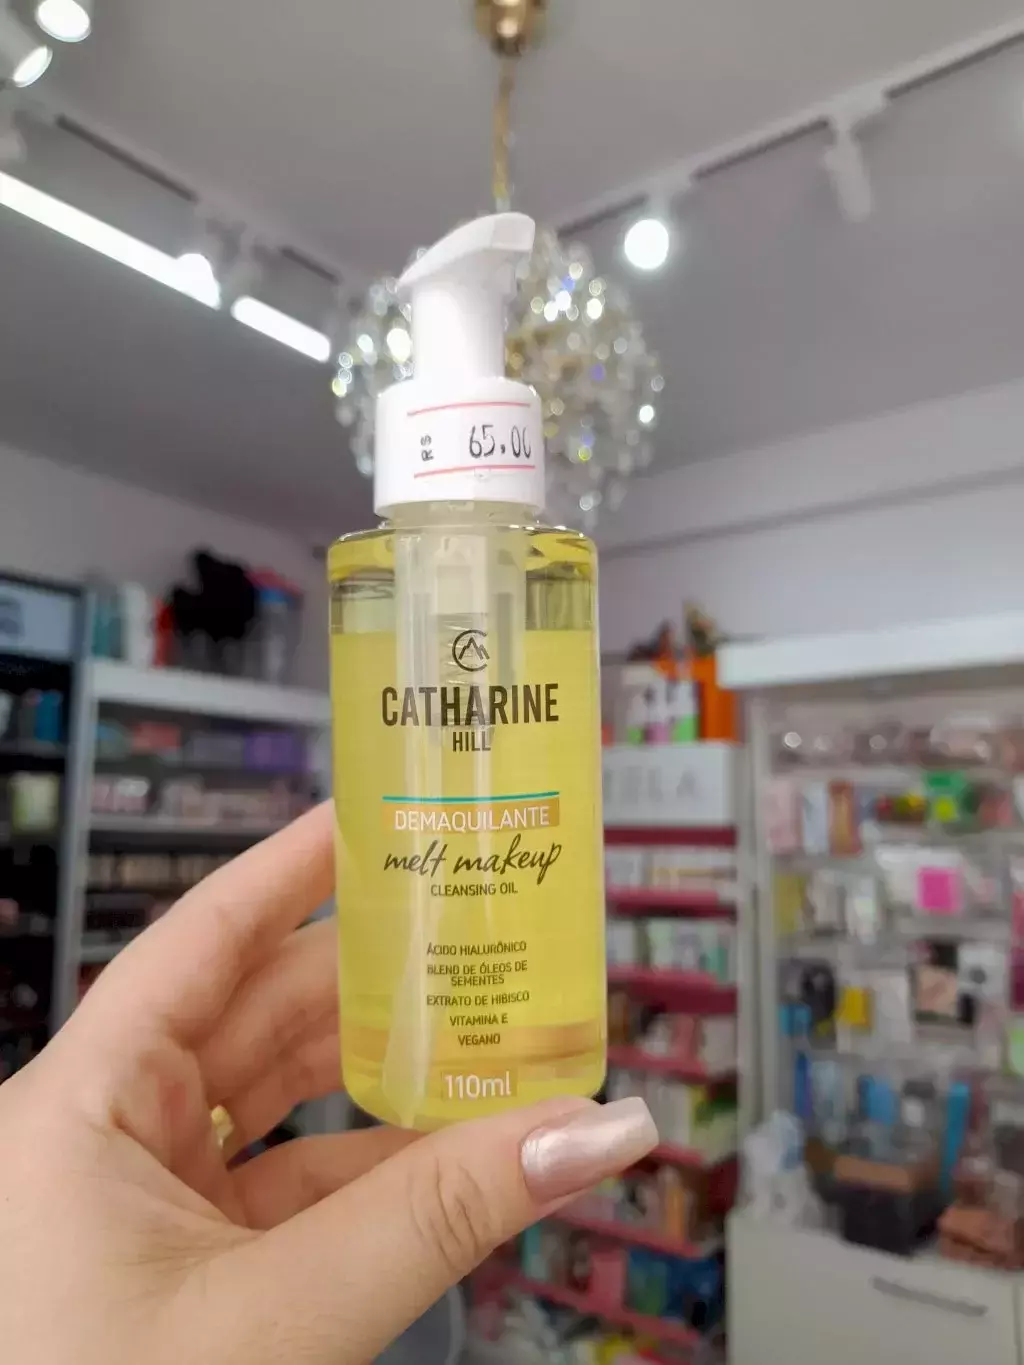 R$ 65,00
CATHARINE
HILL
DEMAQUILANTE
melt makeup
CLEANSING OIL
ÁCIDO HIALURÔNICO
BLEND DE ÓLEOS DE
SEMENTES
EXTRATO DE HIBISCO
VITAMINA E
VEGANO
110ml